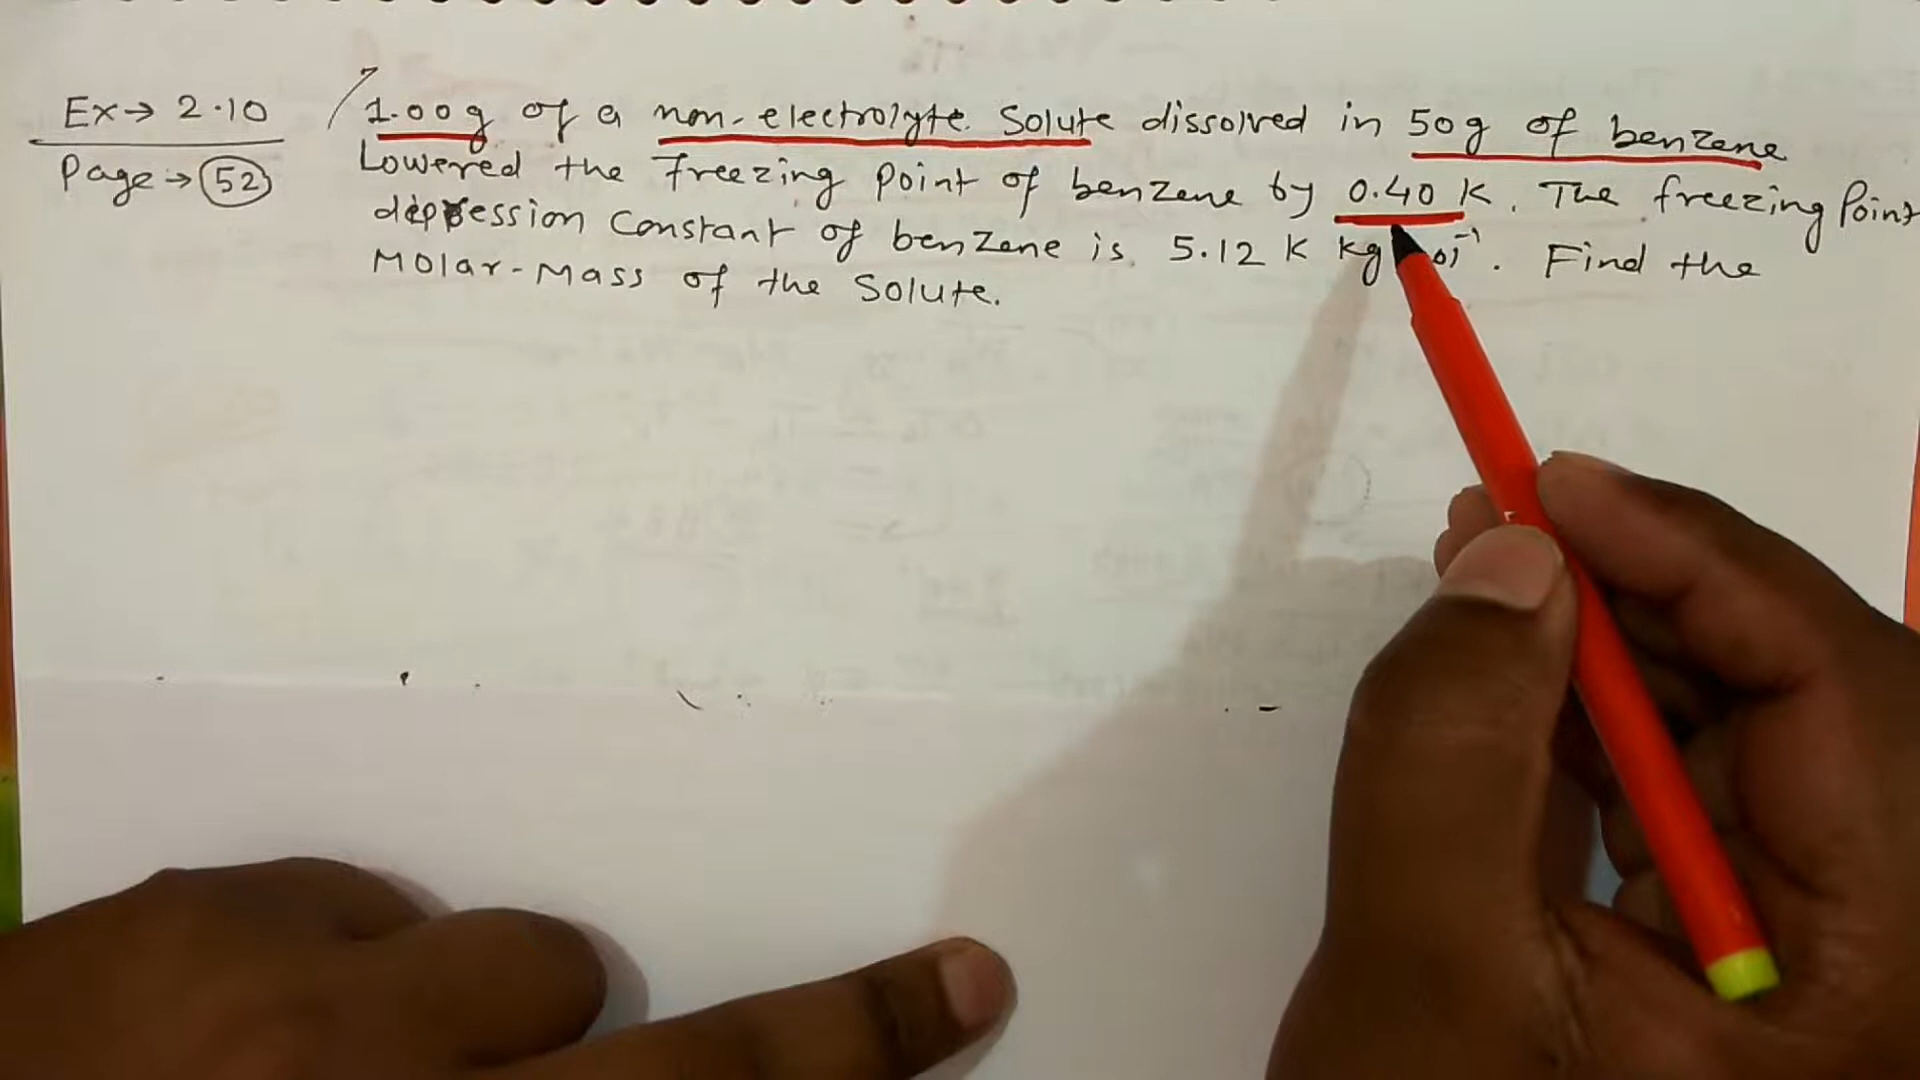 Ex→ 2.10
Page→ 52
1.00g of a non-electrolyte Solute dissolved in 50g of benzene
Lowered the freezing Point of benzene by 0.40 K. The freezing Point
depression Constant of benzene is 5.12 K kg . Find the
Molar-Mass of the Solute.